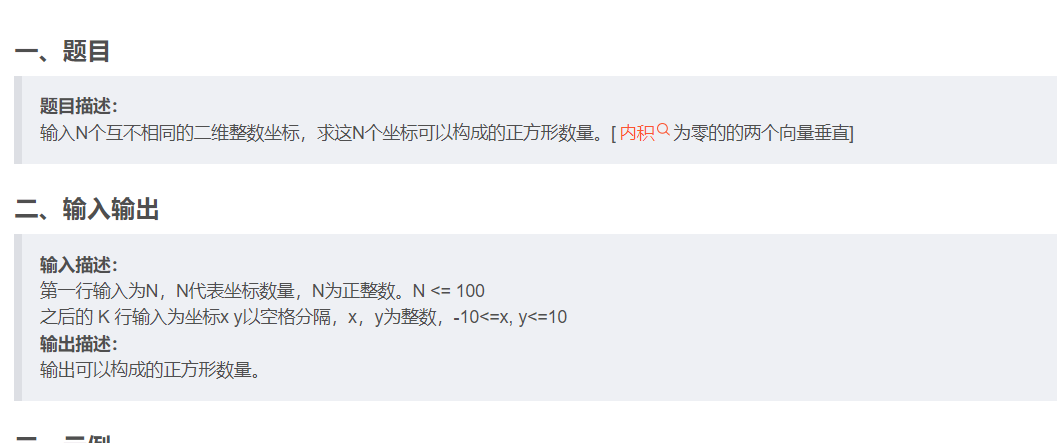 一、题目
题目描述：
输入N个互不相同的二维整数坐标，求这N个坐标可以构成的正方形数量。[ 内积为零的的两个向量垂直]
二、输入输出
输入描述：
第一行输入为N，N代表坐标数量，N为正整数。N <= 100
之后的 K 行输入为坐标x y以空格分隔，x，y为整数，-10<=x, y<=10
输出描述：
输出可以构成的正方形数量。